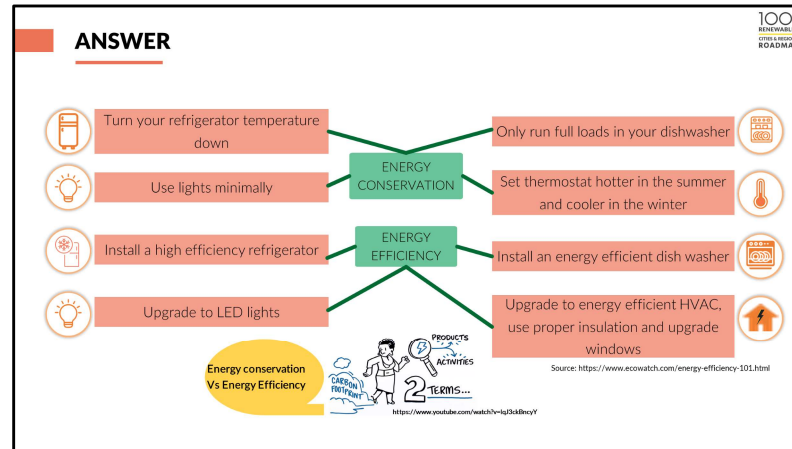 ANSWER
100
RENEWABLE
CITIES & REGIO
ROADMA
Turn your refrigerator temperature
down
Use lights minimally
Install a high efficiency refrigerator
Upgrade to LED lights
ENERGY
CONSERVATION
ENERGY
EFFICIENCY
Only run full loads in your dishwasher
Set thermostat hotter in the summer
and cooler in the winter
Install an energy efficient dish washer
Upgrade to energy efficient HVAC,
use proper insulation and upgrade
windows
Source: https://www.ecowatch.com/energy-efficiency-101.html
Energy conservation
Vs Energy Efficiency
PRODUCTS
ACTIVITIES
CARBON
FOOTPRINT
2 TERMS...